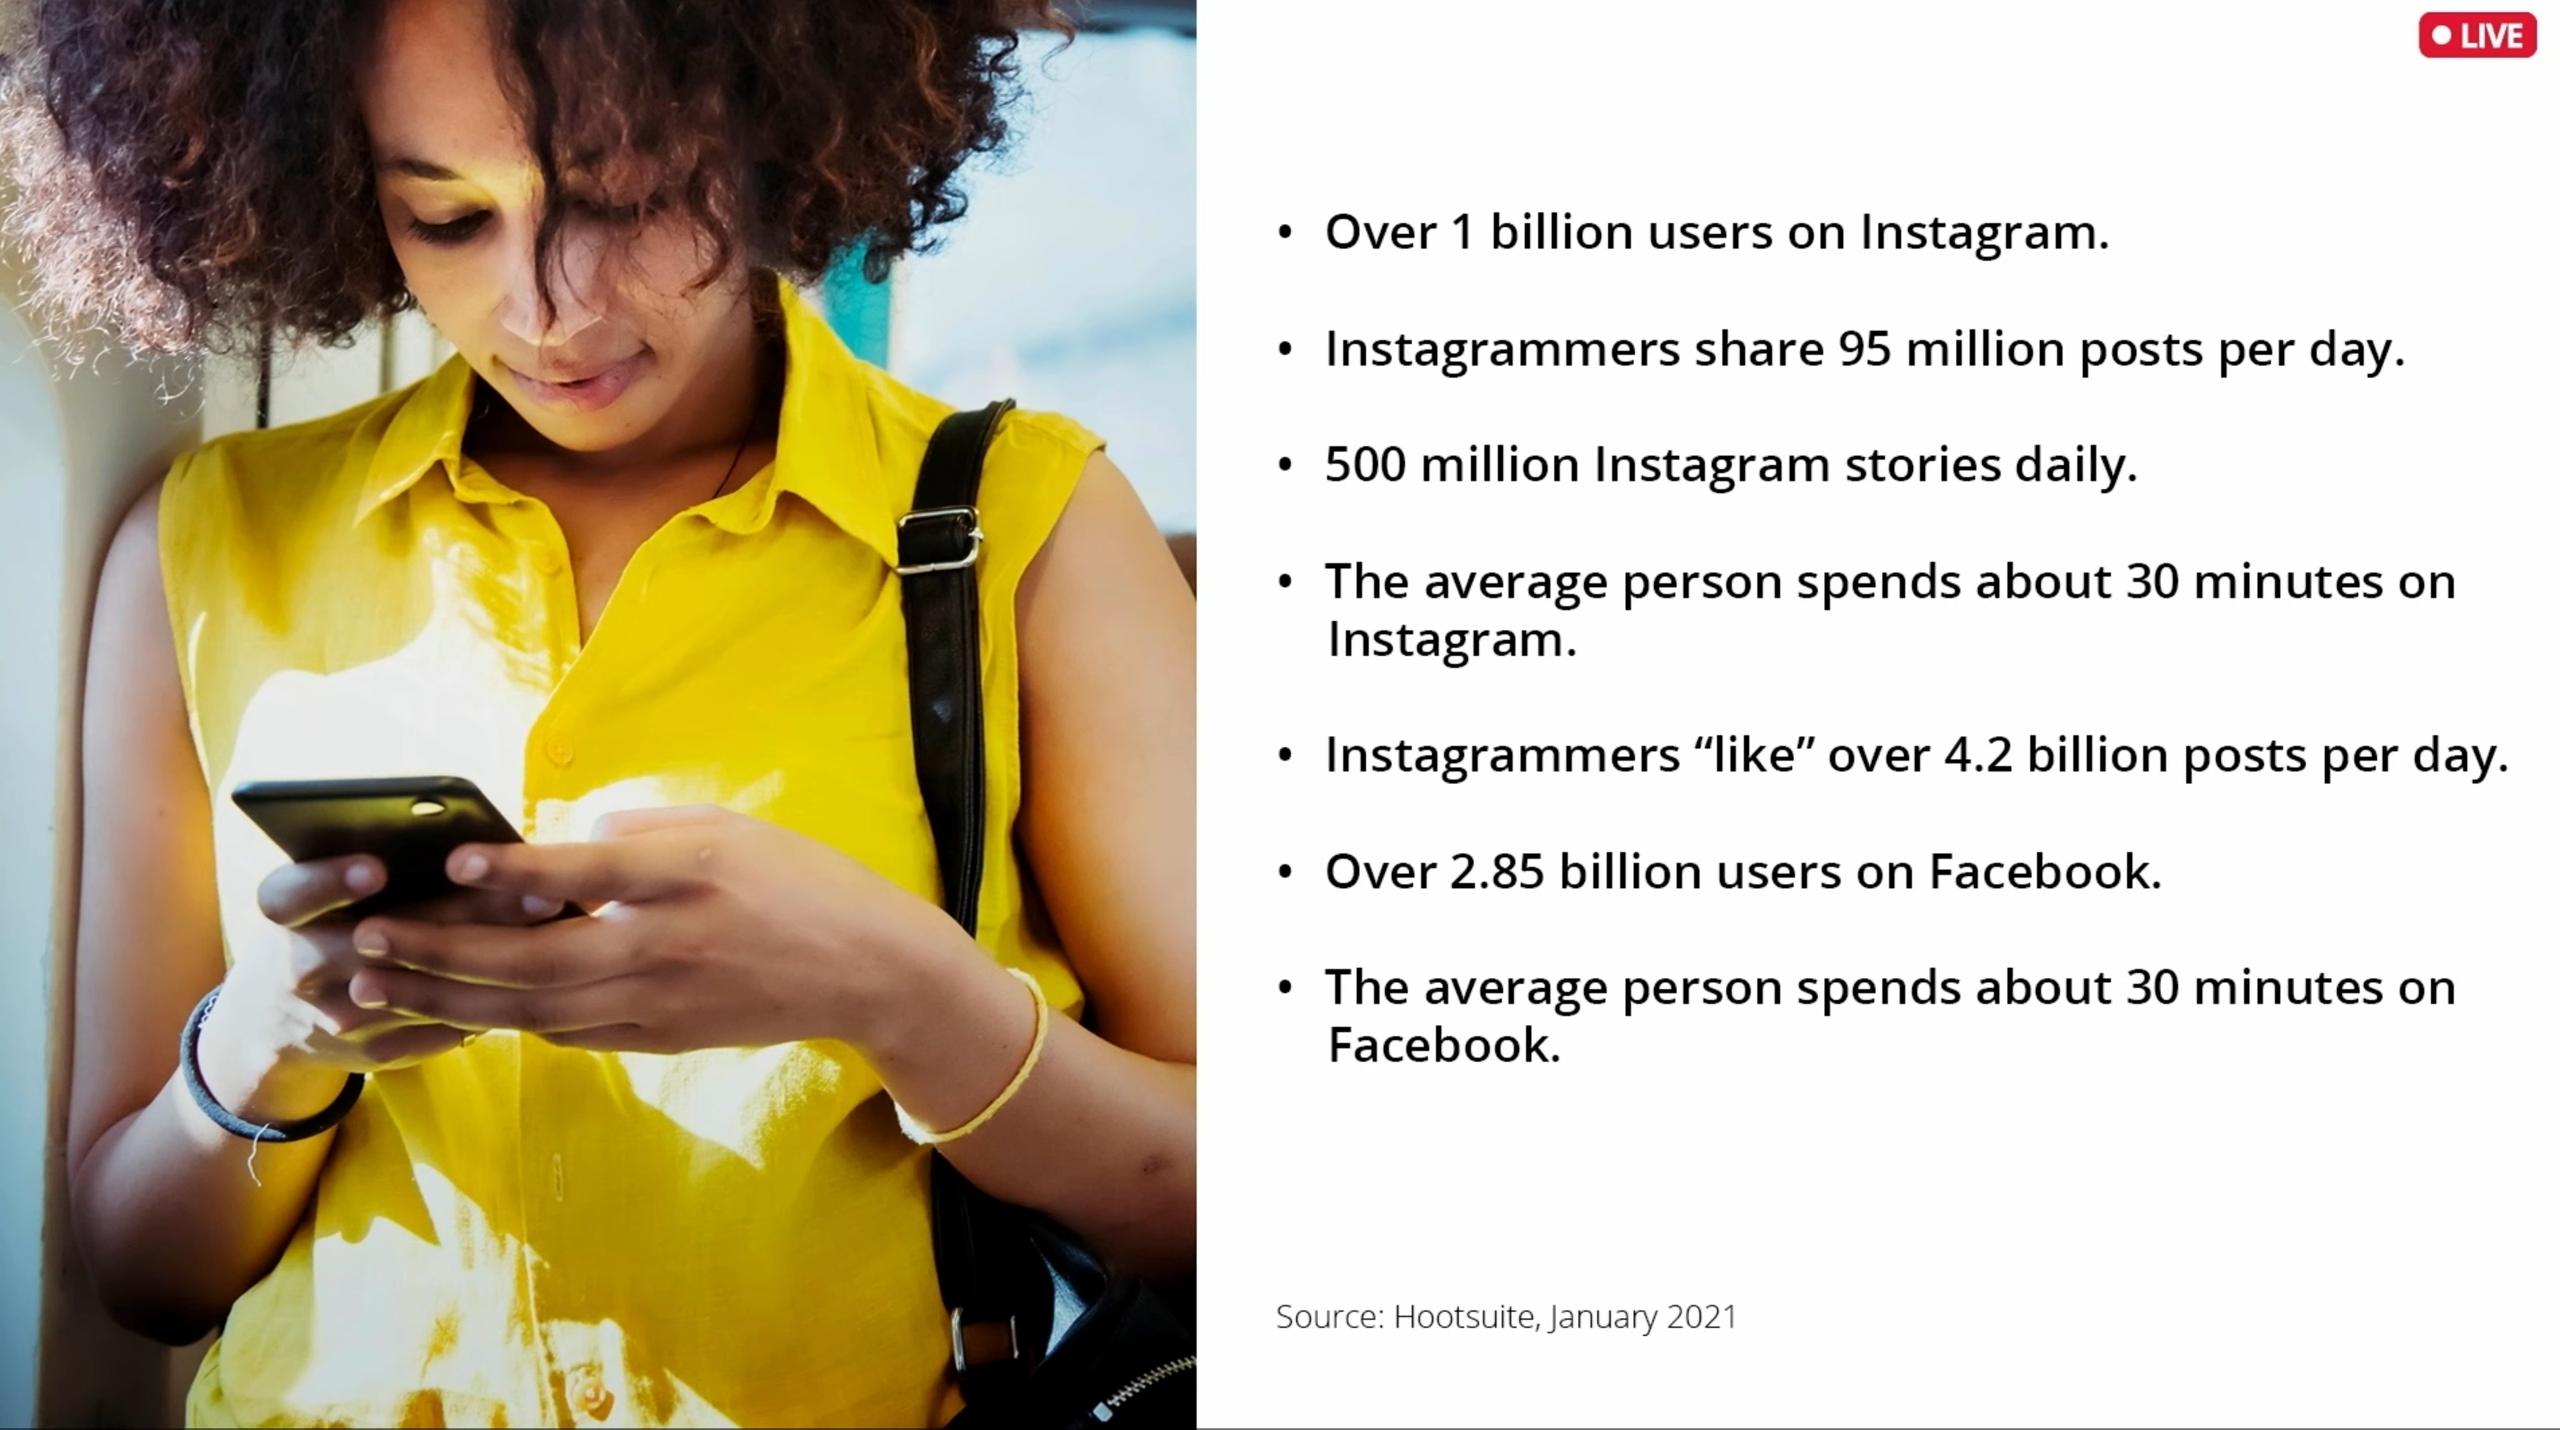 LIVE
• Over 1 billion users on Instagram.
• Instagrammers share 95 million posts per day.
• 500 million Instagram stories daily.
• The average person spends about 30 minutes on
Instagram.
• Instagrammers “like” over 4.2 billion posts per day.
• Over 2.85 billion users on Facebook.
• The average person spends about 30 minutes on
Facebook.
Source: Hootsuite, January 2021